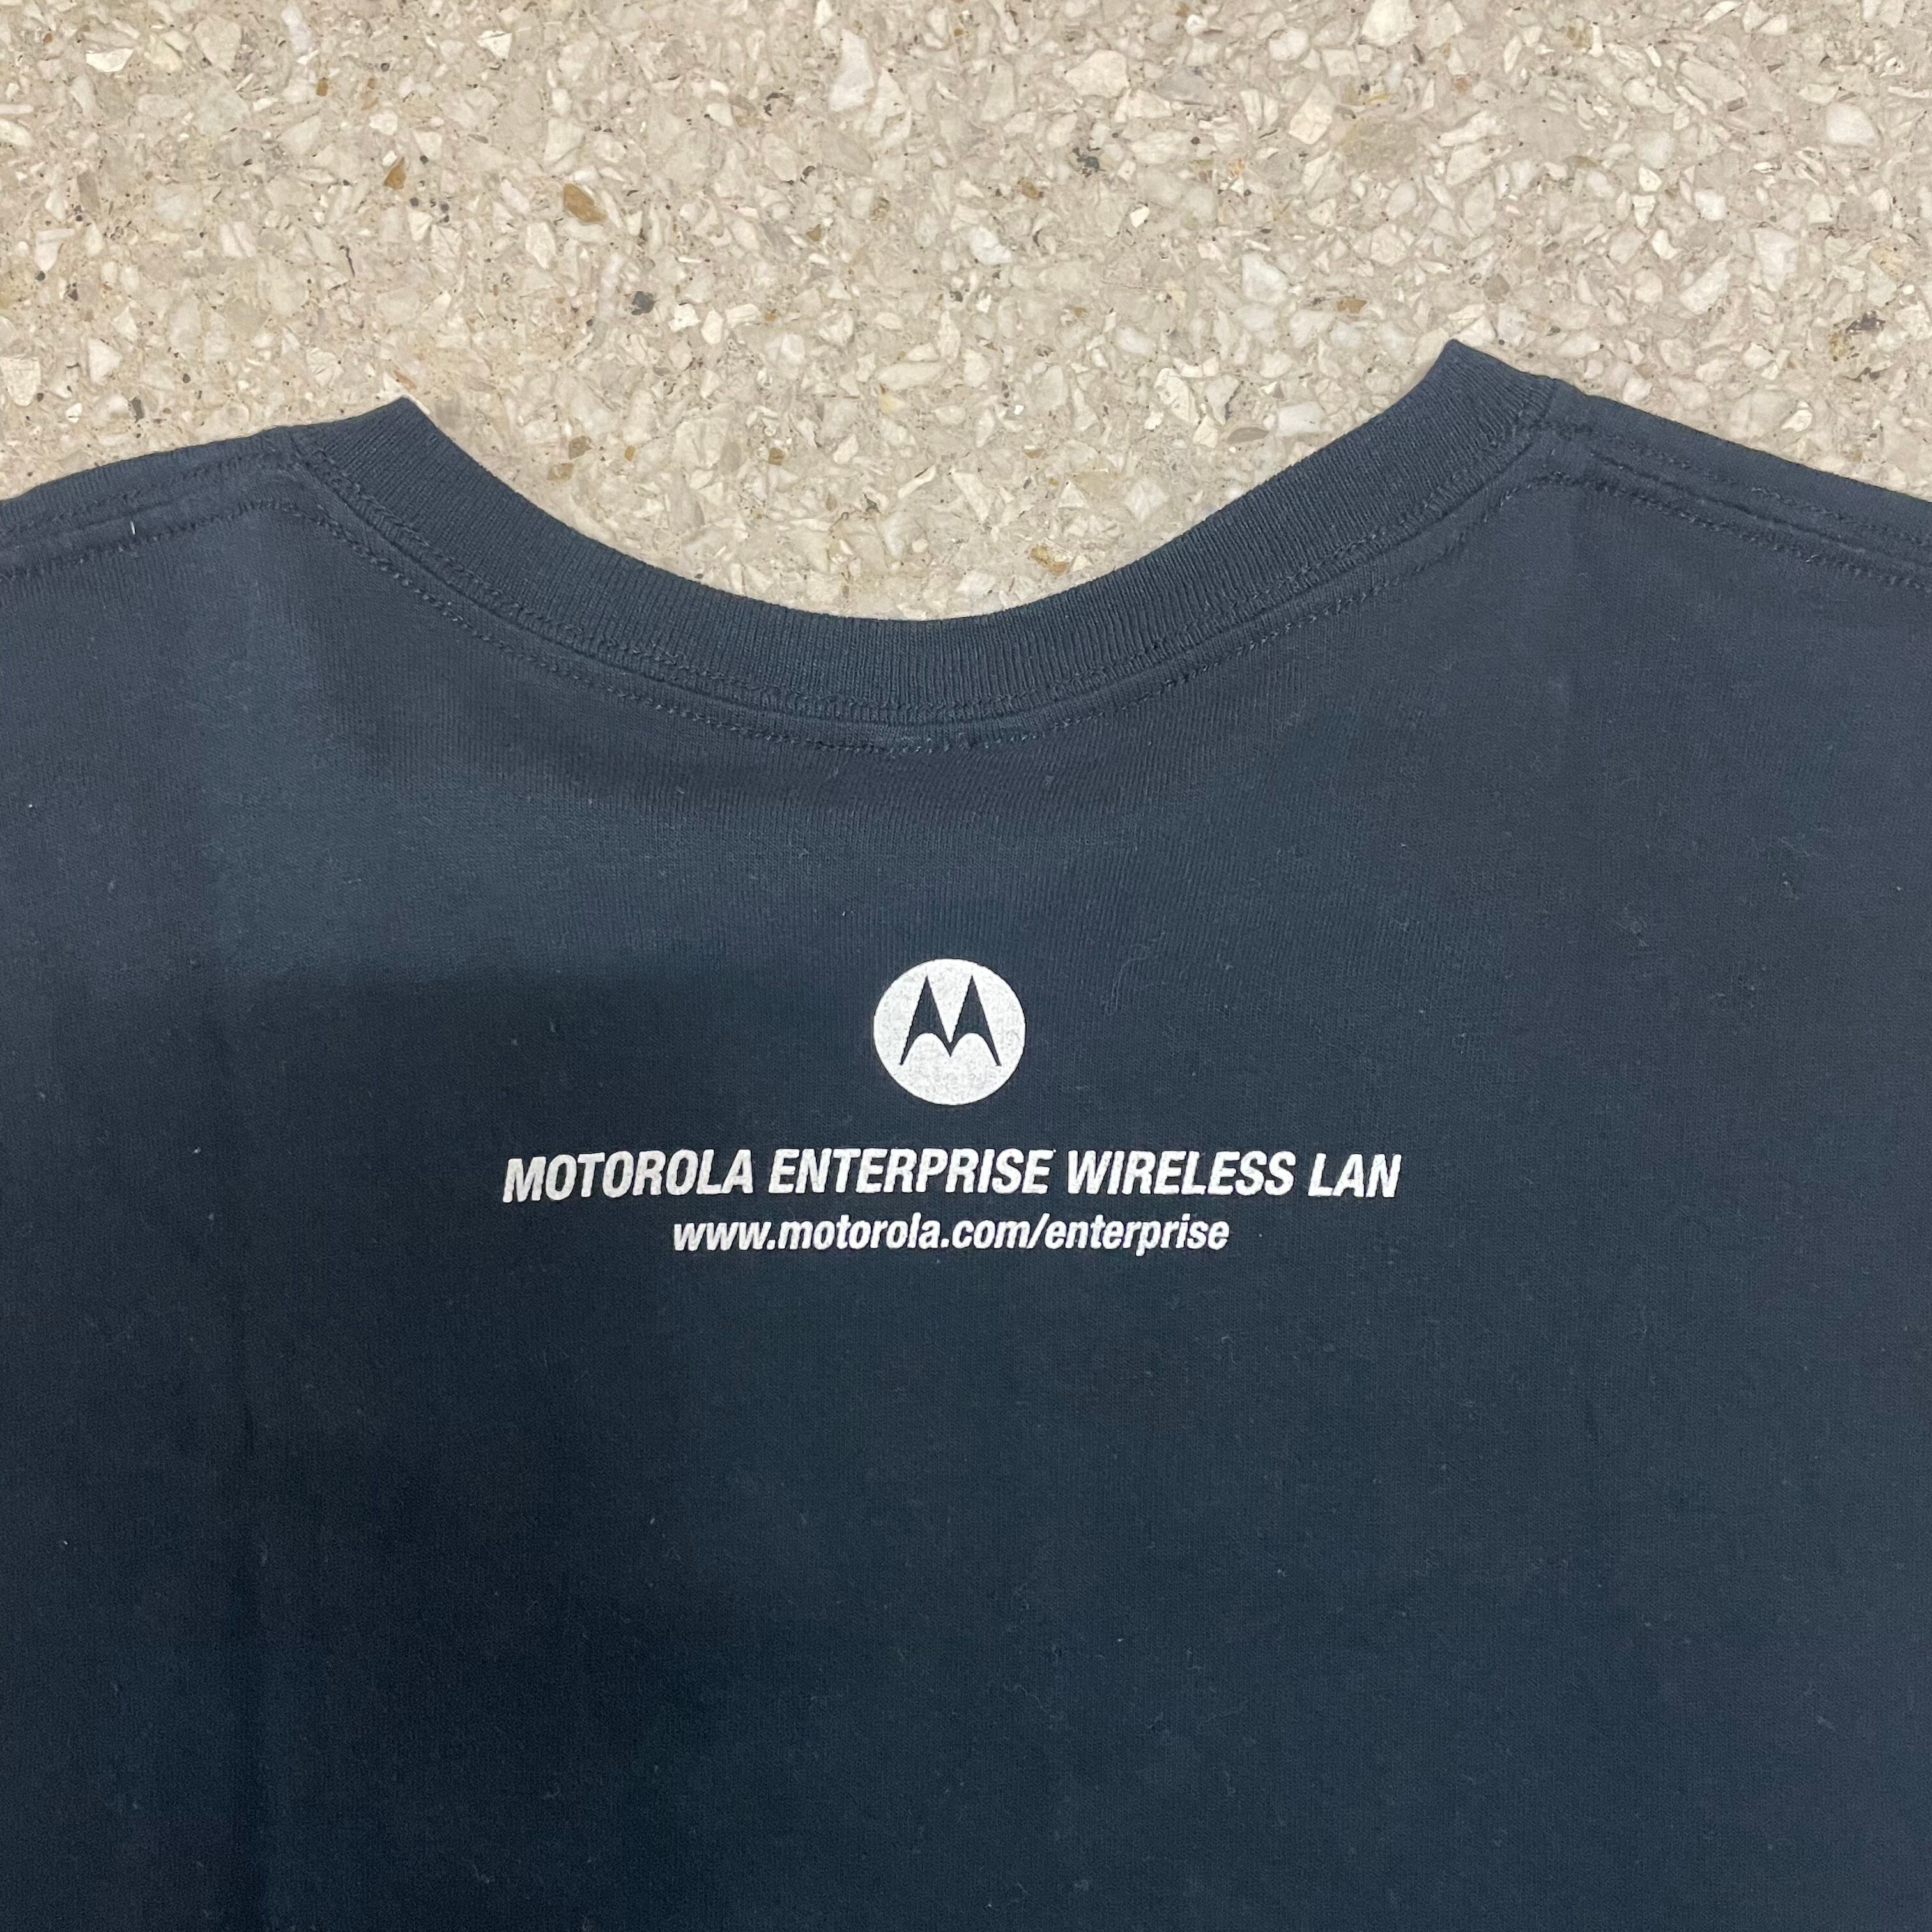 MOTOROLA ENTERPRISE WIRELESS LAN
www.motorola.com/enterprise